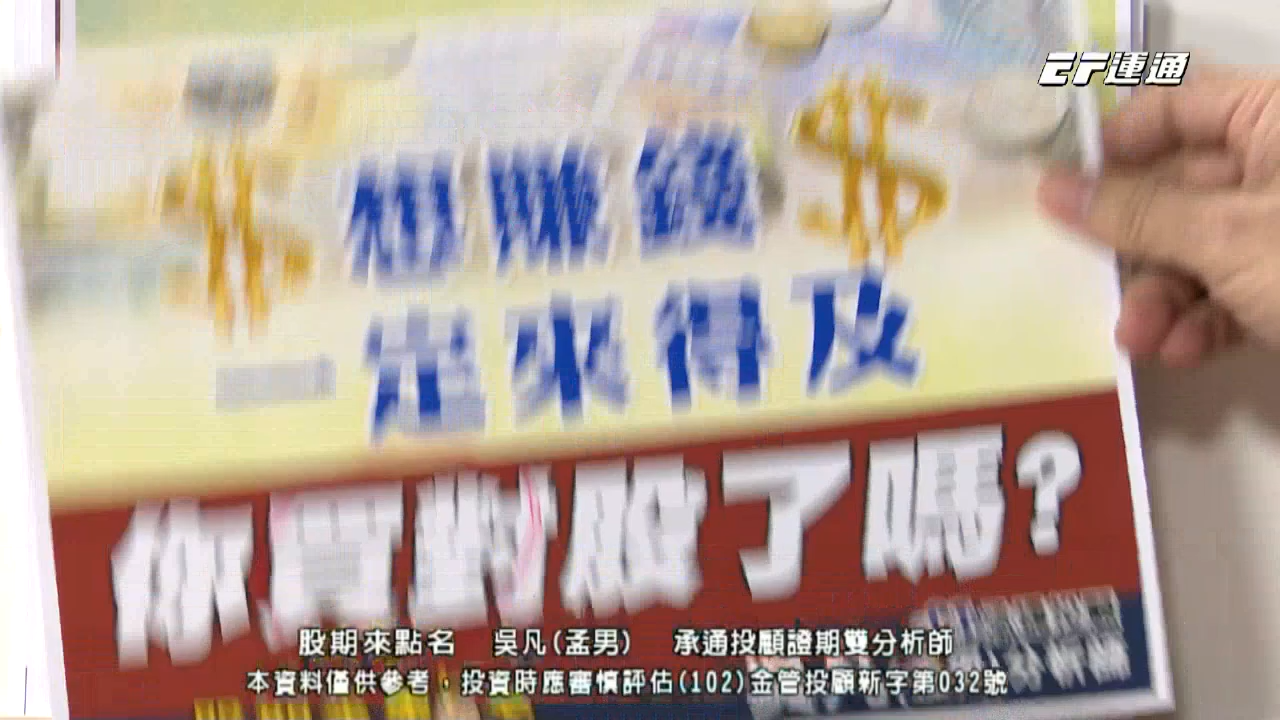 運通
想賺錢
一定來得及
你買對股了嗎?
股期來點名 吳凡(孟男) 承通投顧證期雙分析師
本資料僅供參考，投資時應審慎評估(102)金管投顧新字第032號